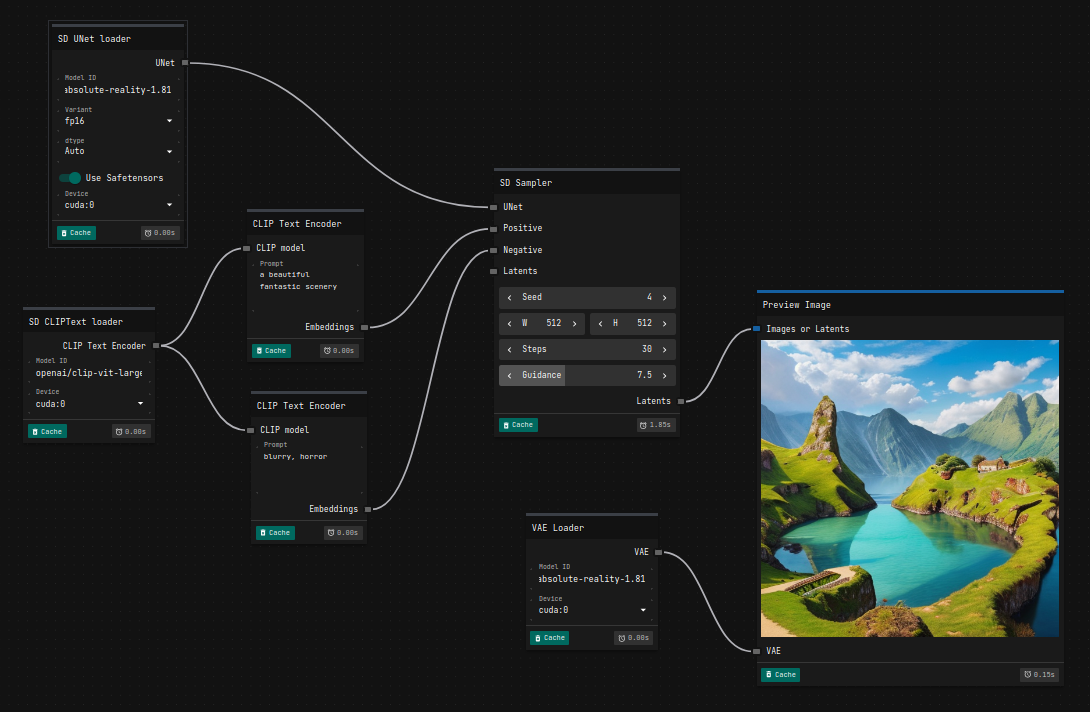 SD UNet loader
UNet
Model ID
absolute-reality-1.81
Variant
fp16
dtype
Auto
Use Safetensors
Device
cuda:0
Cache
0.00s
SD CLIPText loader
CLIP Text Encoder
Model ID
openai/clip-vit-large
Device
cuda:0
Cache
0.00s
CLIP Text Encoder
CLIP model
Prompt
a beautiful
fantastic scenery
Embeddings
Cache
0.00s
CLIP Text Encoder
CLIP model
Prompt
blurry, horror
Embeddings
Cache
0.00s
SD Sampler
UNet
Positive
Negative
Latents
Seed 4
W 512 H 512
Steps 30
Guidance 7.5
Latents
Cache
1.85s
VAE Loader
VAE
Model ID
absolute-reality-1.81
Device
cuda:0
Cache
0.00s
Preview Image
Images or Latents
VAE
Cache
0.15s